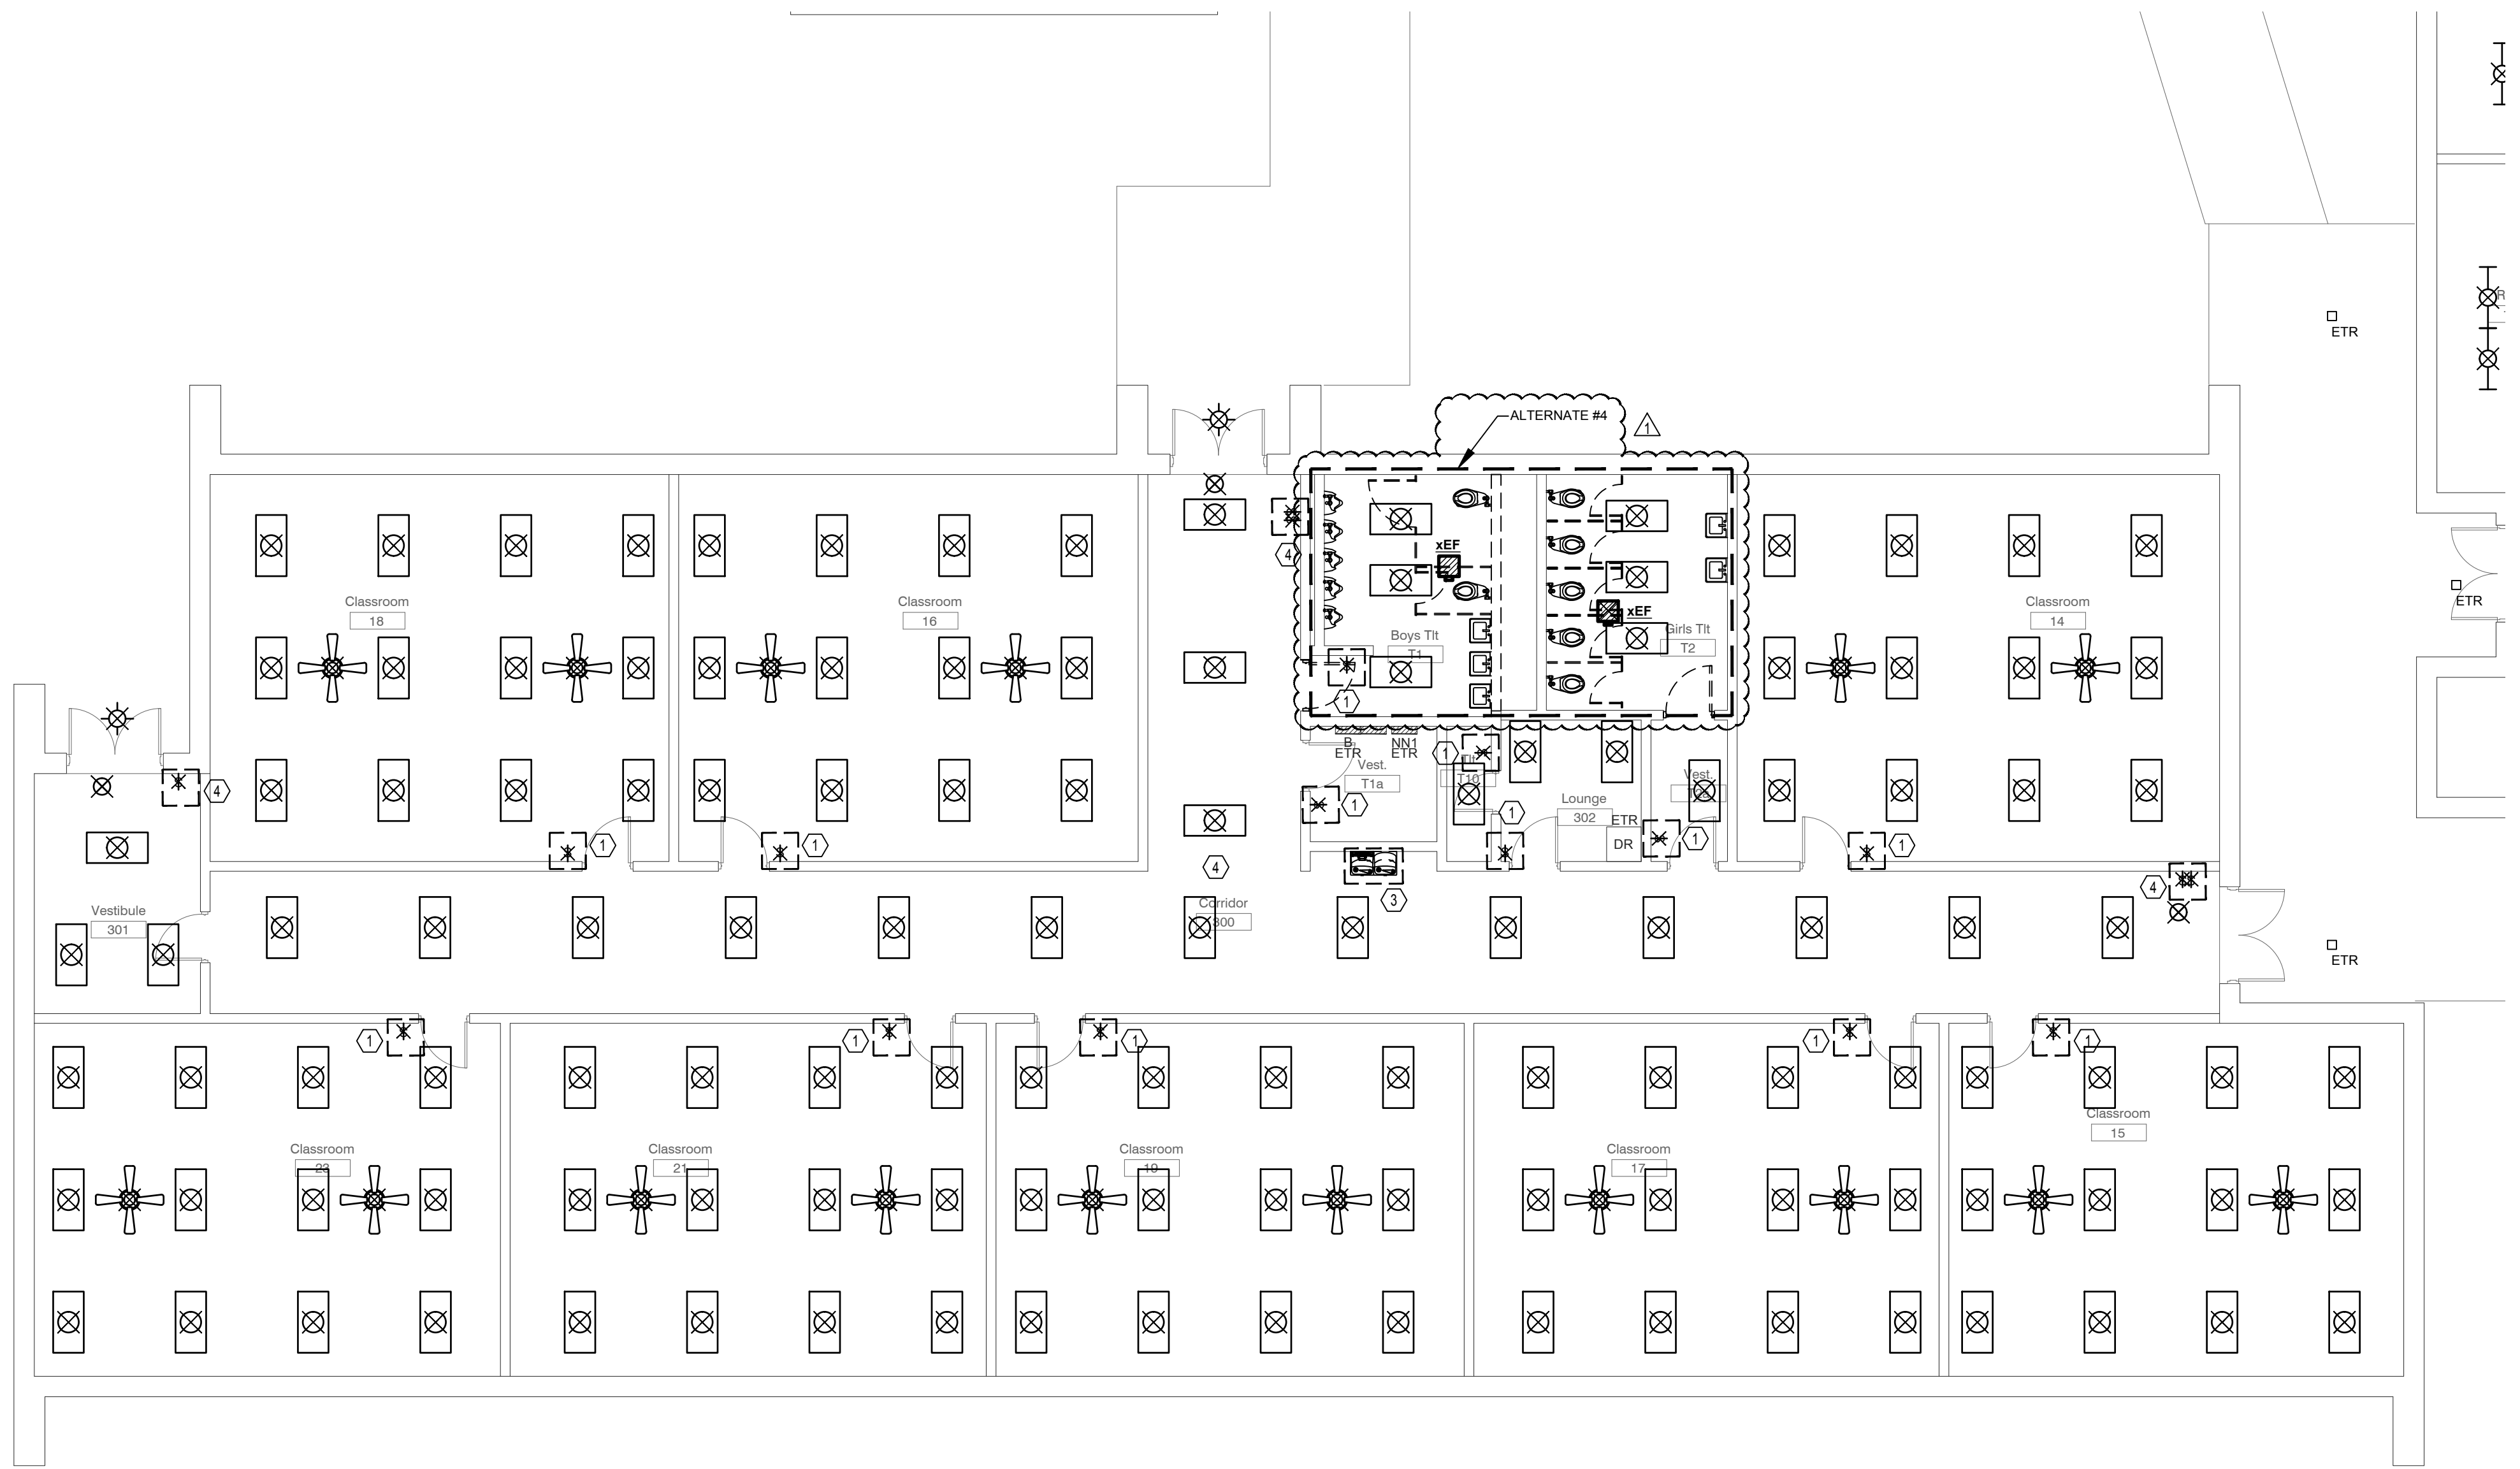 ETR
ALTERNATE #4
1
4
xEF
xEF
ETR
Classroom
18
Classroom
16
Classroom
14
Boys Tlt
T1
Girls Tlt
T2
1
B
ETR
NN1
ETR
1
Vest.
T1a
Tlt
T10
Vest.
4
1
1
Lounge
302
ETR
DR
1
1
1
1
4
4
3
Vestibule
301
Corridor
300
ETR
1
1
1
1
1
Classroom
23
Classroom
21
Classroom
19
Classroom
17
Classroom
15